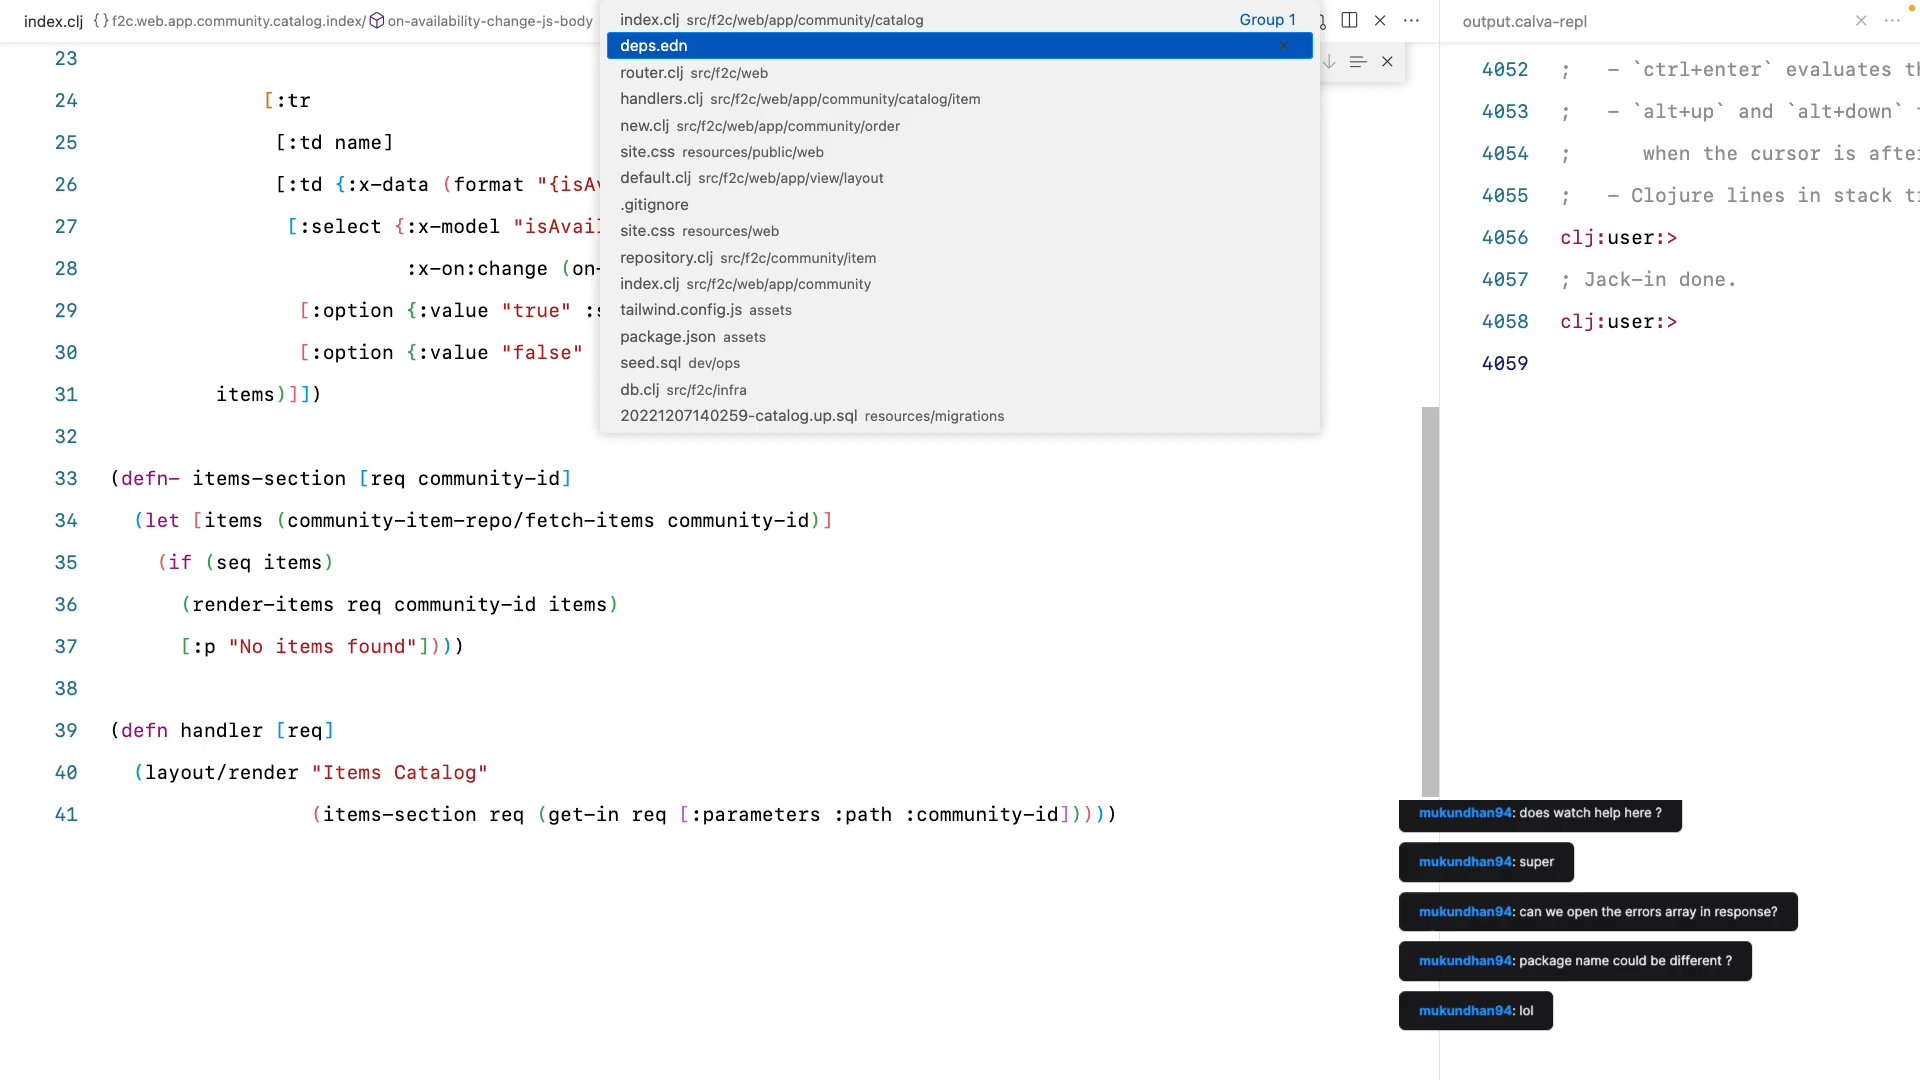 index.clj {} f2c.web.app.community.catalog.index/ on-availability-change-js-body
23
24 [:tr
25 [:td name]
26 [:td {:x-data (format "{isAv
27 [:select {:x-model "isAvail
28 :x-on:change (on-
29 [:option {:value "true" :s
30 [:option {:value "false"
31 items)]])
32
33 (defn- items-section [req community-id]
34 (let [items (community-item-repo/fetch-items community-id)]
35 (if (seq items)
36 (render-items req community-id items)
37 [:p "No items found"])))
38
39 (defn handler [req]
40 (layout/render "Items Catalog"
41 (items-section req (get-in req [:parameters :path :community-id]))))
index.clj src/f2c/web/app/community/catalog Group 1
deps.edn
router.clj src/f2c/web
handlers.clj src/f2c/web/app/community/catalog/item
new.clj src/f2c/web/app/community/order
site.css resources/public/web
default.clj src/f2c/web/app/view/layout
.gitignore
site.css resources/web
repository.clj src/f2c/community/item
index.clj src/f2c/web/app/community
tailwind.config.js assets
package.json assets
seed.sql dev/ops
db.clj src/f2c/infra
20221207140259-catalog.up.sql resources/migrations
output.calva-repl
4052 ; - `ctrl+enter` evaluates th
4053 ; - `alt+up` and `alt+down` t
4054 ; when the cursor is after
4055 ; - Clojure lines in stack tr
4056 clj:user:>
4057 ; Jack-in done.
4058 clj:user:>
4059
mukundhan94: does watch help here ?
mukundhan94: super
mukundhan94: can we open the errors array in response?
mukundhan94: package name could be different ?
mukundhan94: lol